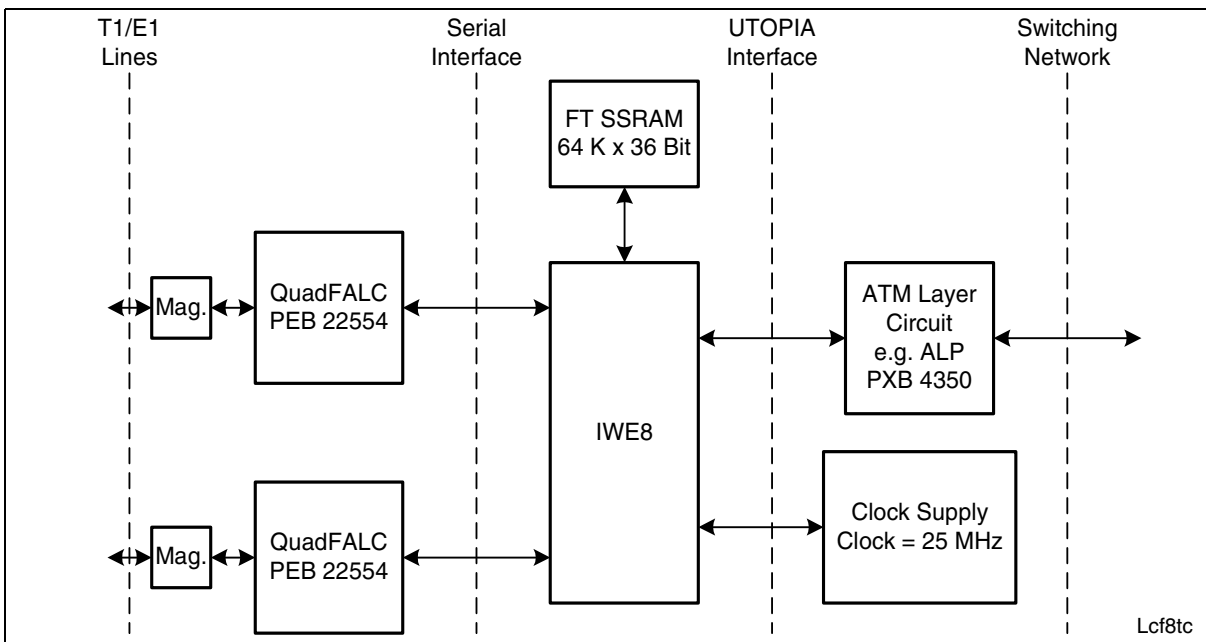 T1/E1
Lines
Serial
Interface
UTOPIA
Interface
Switching
Network
FT SSRAM
64 K x 36 Bit
Mag.
QuadFALC
PEB 22554
IWE8
ATM Layer
Circuit
e.g. ALP
PXB 4350
Mag.
QuadFALC
PEB 22554
Clock Supply
Clock = 25 MHz
Lcf8tc